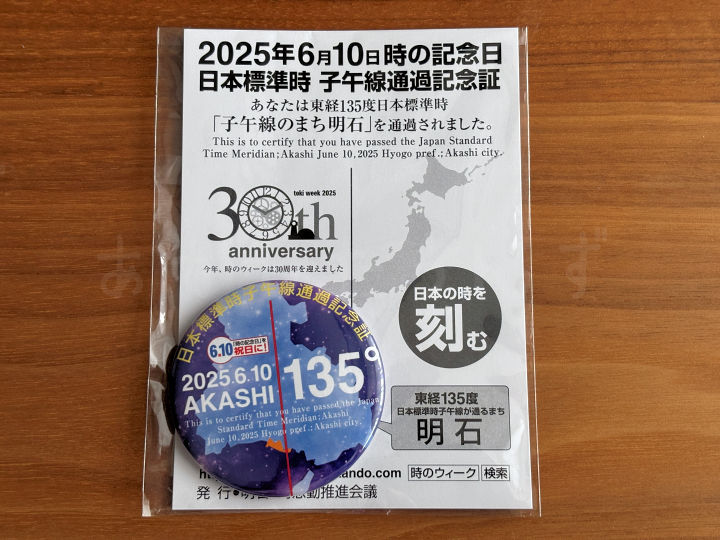 2025年6月10日時の記念日
日本標準時 子午線通過記念証
あなたは東経135度日本標準時
「子午線のまち明石」を通過されました。
This is to certify that you have passed the Japan Standard
Time Meridian; Akashi June 10, 2025 Hyogo pref.; Akashi city.
toki week 2025
30th
anniversary
今年、時のウィークは30周年を迎えました
日本の時を
刻む
日本標準時子午線通過記念証
6.10「時の記念日」を
祝日に!
2025.6.10
AKASHI
135°
This is to certify that you have passed the Japan
Standard Time Meridian; Akashi
June 10, 2025 Hyogo pref.; Akashi city.
東経135度
日本標準時子午線が通るまち
明石
ando.com 時のウィーク 検索
発行 感動推進会議